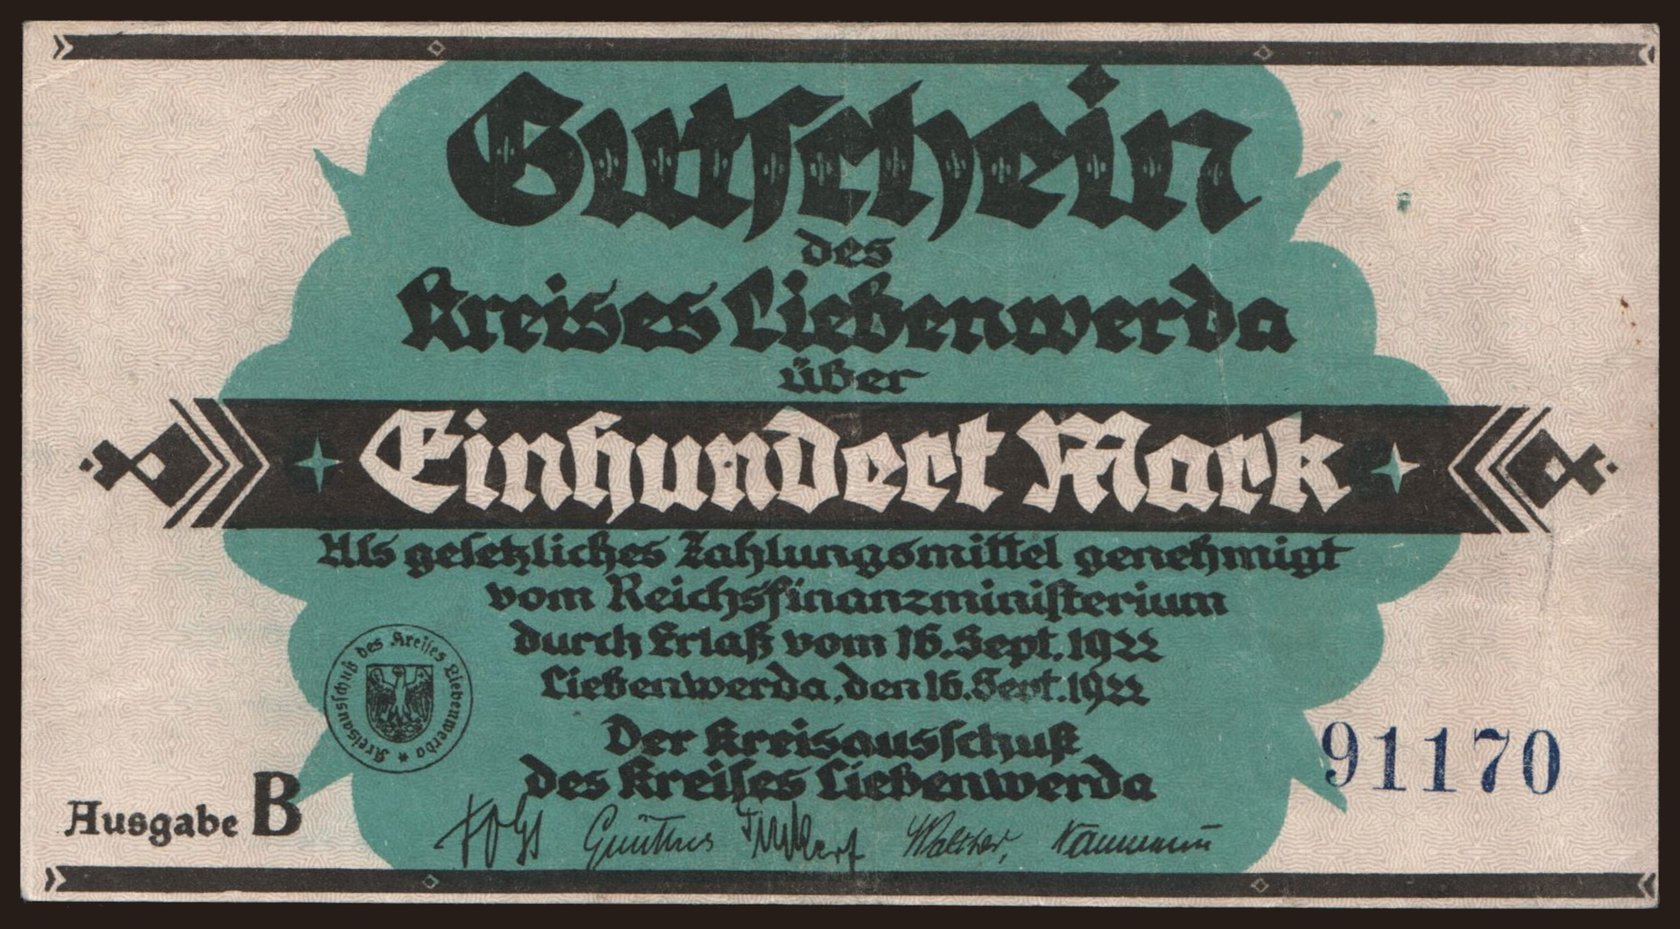 Gutschein
des
Kreises Liebenwerda
über
Einhundert Mark
Als gesetzliches Zahlungsmittel genehmigt
vom Reichsfinanzministerium
durch Erlaß vom 16. Sept. 1922
Liebenwerda, den 16. Sept. 1922
Der Kreisausschuß
des Kreises Liebenwerda
Kreisausschuß des Kreises Liebenwerda
Ausgabe B
91170
Walther,